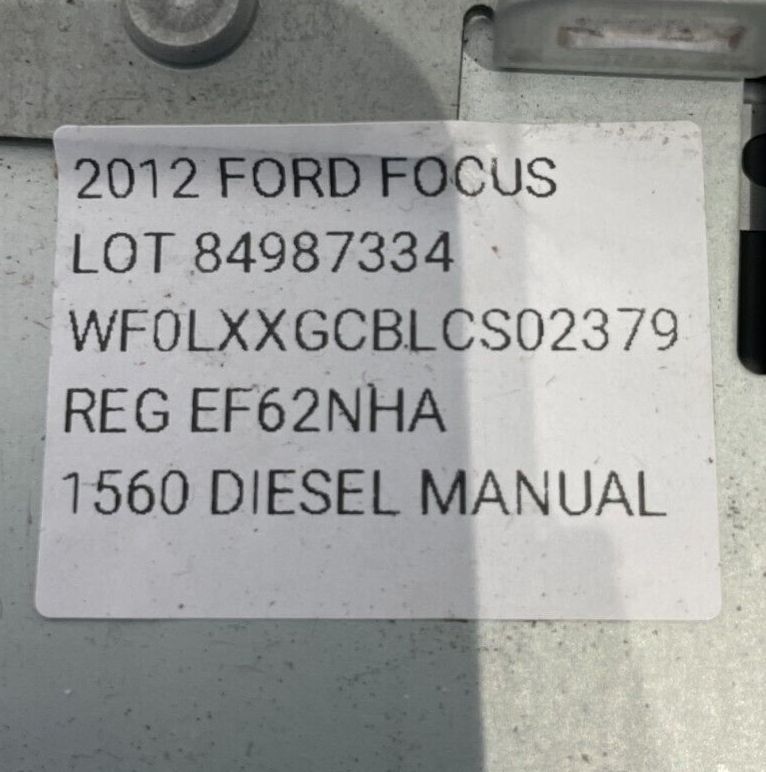 2012 FORD FOCUS
LOT 84987334
WF0LXXGCBLCS02379
REG EF62NHA
1560 DIESEL MANUAL